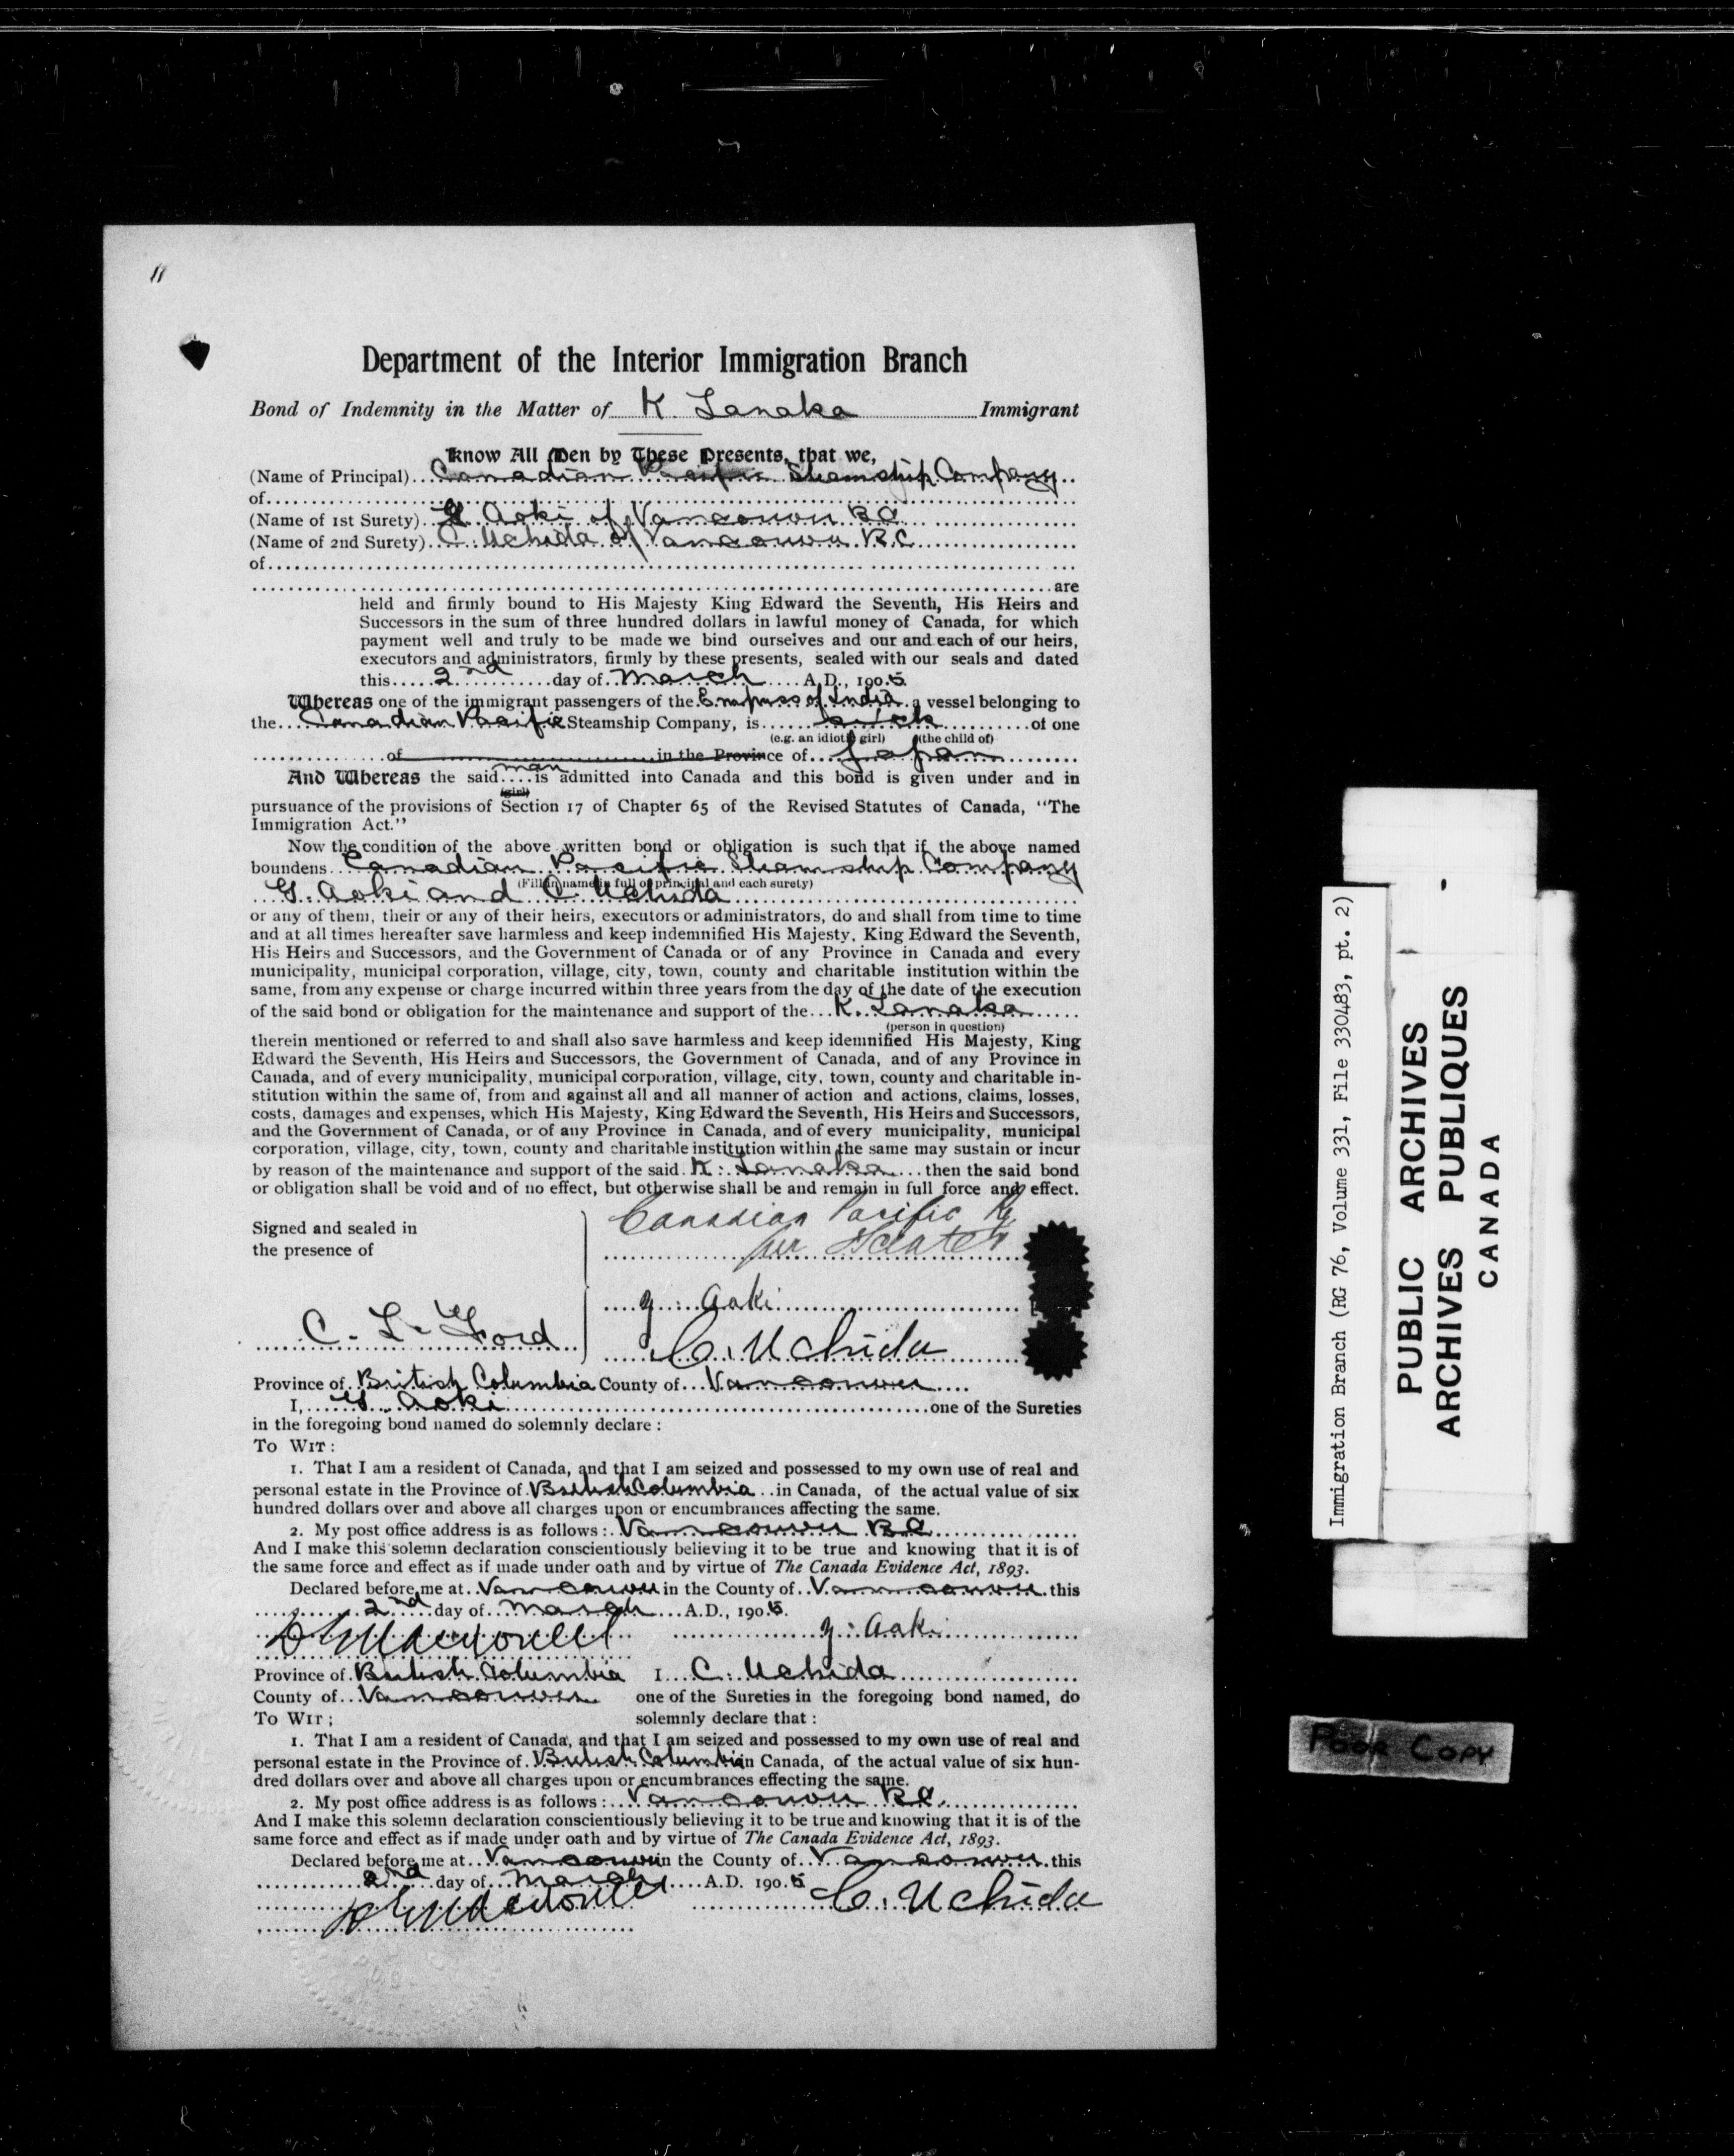 11
Department of the Interior Immigration Branch
Bond of Indemnity in the Matter of K. Tanaka Immigrant
Know All Men by These Presents, that we,
(Name of Principal) Canadian Pacific Steamship Company
of
(Name of 1st Surety) G. Aoki of Vancouver B.C.
(Name of 2nd Surety) C. Uchida of Vancouver B.C.
of
are
held and firmly bound to His Majesty King Edward the Seventh, His Heirs and
Successors in the sum of three hundred dollars in lawful money of Canada, for which
payment well and truly to be made we bind ourselves and our and each of our heirs,
executors and administrators, firmly by these presents, sealed with our seals and dated
this 2nd day of March A.D., 1905
Whereas one of the immigrant passengers of the Empress of India a vessel belonging to
the Canadian Pacific Steamship Company, is sick of one
(e.g. an idiotic girl) (the child of)
of in the Province of Japan
And Whereas the said man is admitted into Canada and this bond is given under and in
(girl)
pursuance of the provisions of Section 17 of Chapter 65 of the Revised Statutes of Canada, "The
Immigration Act."
Now the condition of the above written bond or obligation is such that if the above named
boundens Canadian Pacific Steamship Company
(Fill in name in full of principal and each surety)
G. Aoki and C. Uchida
or any of them, their or any of their heirs, executors or administrators, do and shall from time to time
and at all times hereafter save harmless and keep indemnified His Majesty, King Edward the Seventh,
His Heirs and Successors, and the Government of Canada or of any Province in Canada and every
municipality, municipal corporation, village, city, town, county and charitable institution within the
same, from any expense or charge incurred within three years from the day of the date of the execution
of the said bond or obligation for the maintenance and support of the K. Tanaka
(person in question)
therein mentioned or referred to and shall also save harmless and keep idemnified His Majesty, King
Edward the Seventh, His Heirs and Successors, the Government of Canada, and of any Province in
Canada, and of every municipality, municipal corporation, village, city, town, county and charitable in-
stitution within the same of, from and against all and all manner of action and actions, claims, losses,
costs, damages and expenses, which His Majesty, King Edward the Seventh, His Heirs and Successors,
and the Government of Canada, or of any Province in Canada, and of every municipality, municipal
corporation, village, city, town, county and charitable institution within the same may sustain or incur
by reason of the maintenance and support of the said K. Tanaka then the said bond
or obligation shall be void and of no effect, but otherwise shall be and remain in full force and effect.
Signed and sealed in
the presence of
Canadian Pacific Ry
per
G. Aoki
C. L. Ford
C. Uchida
Province of British Columbia County of Vancouver
I, G. Aoki one of the Sureties
in the foregoing bond named do solemnly declare :
To Wit :
1. That I am a resident of Canada, and that I am seized and possessed to my own use of real and
personal estate in the Province of British Columbia in Canada, of the actual value of six
hundred dollars over and above all charges upon or encumbrances affecting the same.
2. My post office address is as follows : Vancouver B.C.
And I make this solemn declaration conscientiously believing it to be true and knowing that it is of
the same force and effect as if made under oath and by virtue of The Canada Evidence Act, 1893.
Declared before me at Vancouver in the County of Vancouver this
2nd day of March A.D., 1905.
G. Aoki
Province of British Columbia I C. Uchida
County of Vancouver one of the Sureties in the foregoing bond named, do
To Wit ; solemnly declare that :
1. That I am a resident of Canada, and that I am seized and possessed to my own use of real and
personal estate in the Province of British Columbia in Canada, of the actual value of six hun-
dred dollars over and above all charges upon or encumbrances effecting the same.
2. My post office address is as follows : Vancouver B.C.
And I make this solemn declaration conscientiously believing it to be true and knowing that it is of the
same force and effect as if made under oath and by virtue of The Canada Evidence Act, 1893.
Declared before me at Vancouver in the County of Vancouver this
2nd day of March A.D. 1905
C. Uchida
Immigration Branch (RG 76, Volume 331, File 330483, pt. 2)
PUBLIC ARCHIVES
ARCHIVES PUBLIQUES
CANADA
Poor Copy